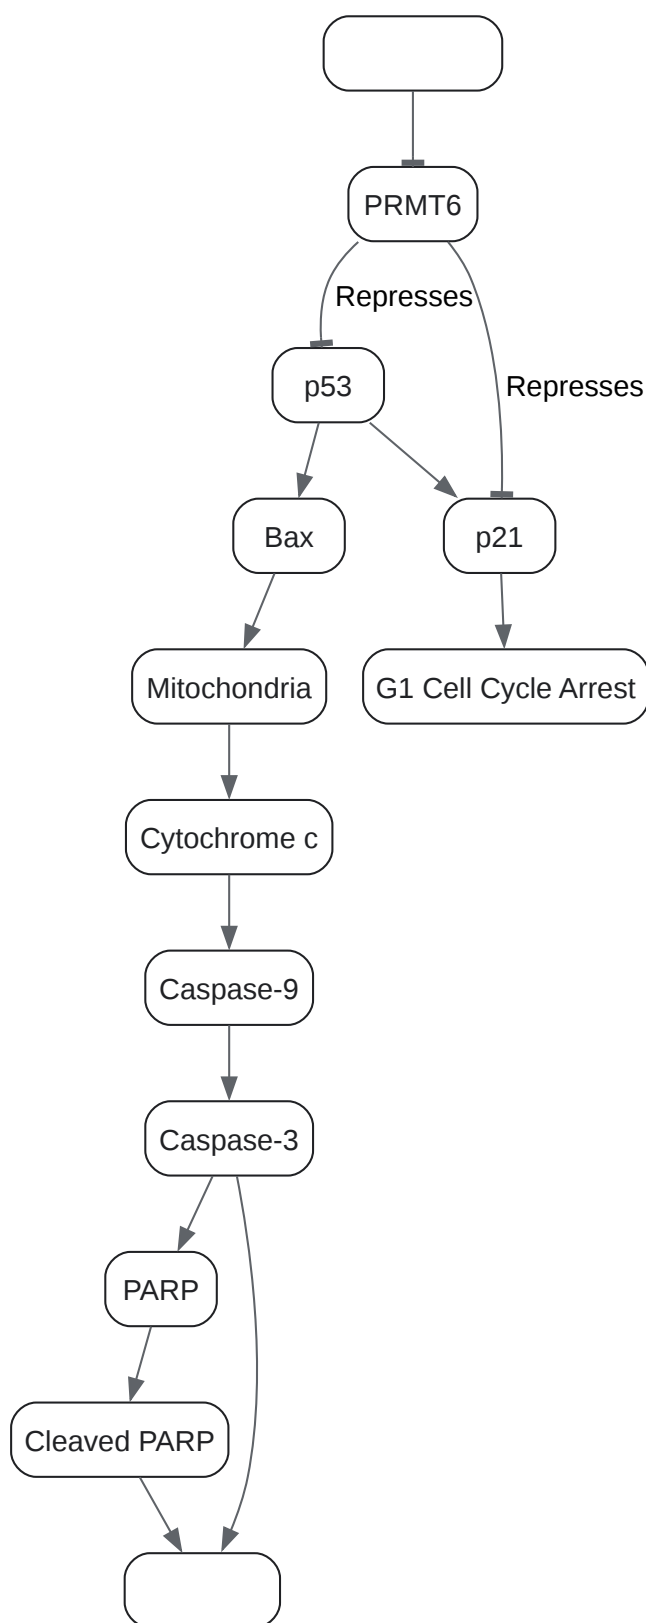 PRMT6
Represses
p53
Represses
Bax
p21
Mitochondria
G1 Cell Cycle Arrest
Cytochrome c
Caspase-9
Caspase-3
PARP
Cleaved PARP